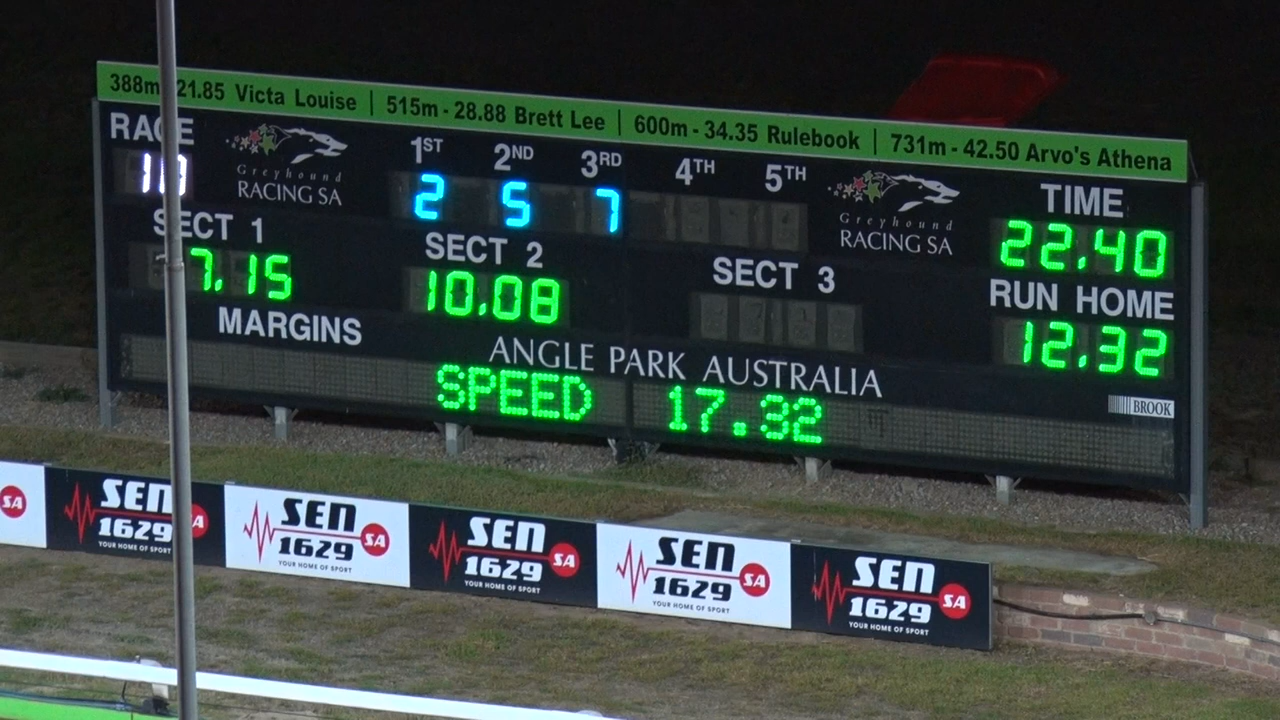 388m 21.85 Victa Louise | 515m - 28.88 Brett Lee | 600m - 34.35 Rulebook | 731m - 42.50 Arvo's Athena
RACE 1ST 2ND 3RD 4TH 5TH TIME
2 5 7 22.40
Greyhound RACING SA Greyhound RACING SA
SECT 1 SECT 2 SECT 3 RUN HOME
7.15 10.08 12.32
MARGINS ANGLE PARK AUSTRALIA
SPEED 17.32
BROOK
SA
SEN 1629
YOUR HOME OF SPORT
SEN 1629 SA
YOUR HOME OF SPORT
SEN 1629 SA
YOUR HOME OF SPORT
SEN 1629 SA
YOUR HOME OF SPORT
SEN 1629 SA
YOUR HOME OF SPORT